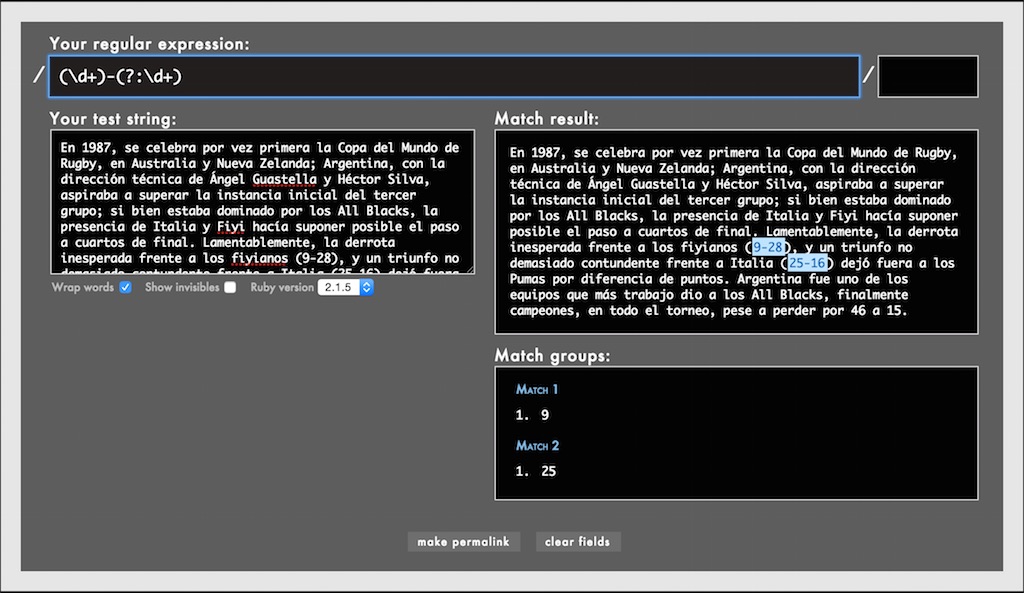 Your regular expression:
/ (\d+)-(?:\d+) /
Your test string:
En 1987, se celebra por vez primera la Copa del Mundo de
Rugby, en Australia y Nueva Zelanda; Argentina, con la
dirección técnica de Ángel Guastella y Héctor Silva,
aspiraba a superar la instancia inicial del tercer
grupo; si bien estaba dominado por los All Blacks, la
presencia de Italia y Fiyi hacía suponer posible el paso
a cuartos de final. Lamentablemente, la derrota
inesperada frente a los fiyianos (9-28), y un triunfo no
demasiado contundente frente a Italia (25-16) dejó fuera
Wrap words Show invisibles Ruby version 2.1.5
Match result:
En 1987, se celebra por vez primera la Copa del Mundo de Rugby,
en Australia y Nueva Zelanda; Argentina, con la dirección
técnica de Ángel Guastella y Héctor Silva, aspiraba a superar
la instancia inicial del tercer grupo; si bien estaba dominado
por los All Blacks, la presencia de Italia y Fiyi hacía suponer
posible el paso a cuartos de final. Lamentablemente, la derrota
inesperada frente a los fiyianos (9-28), y un triunfo no
demasiado contundente frente a Italia (25-16) dejó fuera a los
Pumas por diferencia de puntos. Argentina fue uno de los
equipos que más trabajo dio a los All Blacks, finalmente
campeones, en todo el torneo, pese a perder por 46 a 15.
Match groups:
Match 1
1. 9
Match 2
1. 25
make permalink clear fields